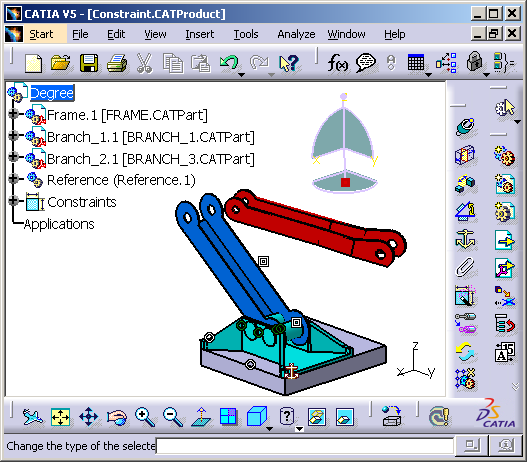 CATIA V5 - [Constraint.CATProduct]
Start File Edit View Insert Tools Analyze Window Help
f(x)
Degree
Frame.1 [FRAME.CATPart]
Branch_1.1 [BRANCH_1.CATPart]
Branch_2.1 [BRANCH_3.CATPart]
Reference (Reference.1)
Constraints
Applications
z
x y
x y z
A 15
CATIA
Change the type of the selecte